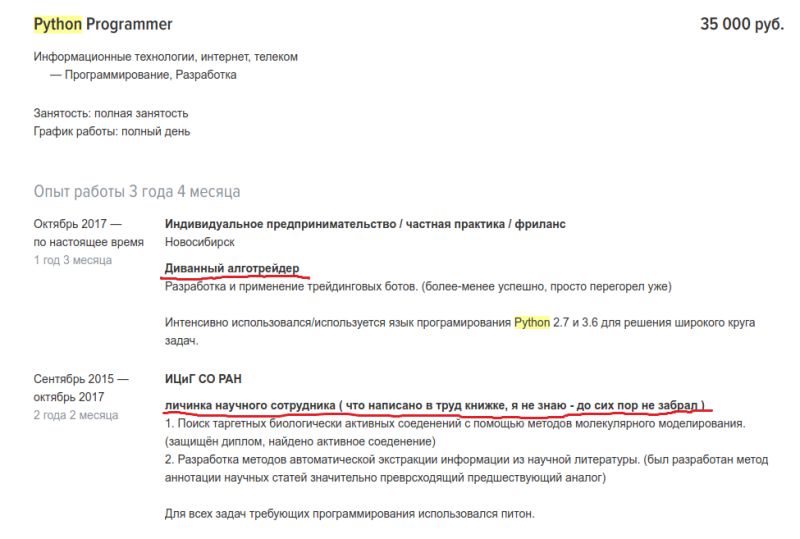 Python Programmer 35 000 руб.
Информационные технологии, интернет, телеком
— Программирование, Разработка
Занятость: полная занятость
График работы: полный день
Опыт работы 3 года 4 месяца
Октябрь 2017 — Индивидуальное предпринимательство / частная практика / фриланс
по настоящее время Новосибирск
1 год 3 месяца
Диванный алготрейдер
Разработка и применение трейдинговых ботов. (более-менее успешно, просто перегорел уже)
Интенсивно использовался/используется язык програмирования Python 2.7 и 3.6 для решения широкого круга
задач.
Сентябрь 2015 — ИЦиГ СО РАН
октябрь 2017
2 года 2 месяца
личинка научного сотрудника ( что написано в труд книжке, я не знаю - до сих пор не забрал )
1. Поиск таргетных биологически активных соеденений с помощью методов молекулярного моделирования.
(защищён диплом, найдено активное соеденение)
2. Разработка методов автоматической экстракции информации из научной литературы. (был разработан метод
аннотации научных статей значительно преврсходящий предшествующий аналог)
Для всех задач требующих программирования использовался питон.